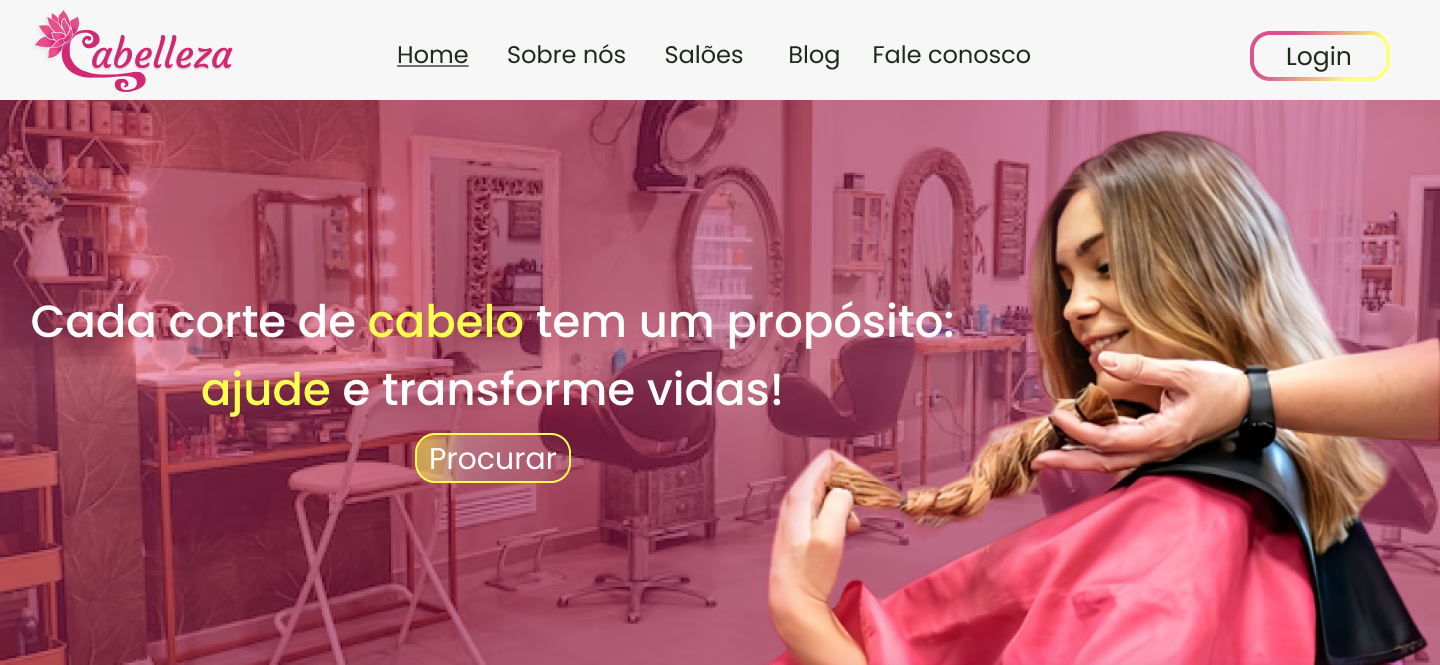 Cabelleza
Home Sobre nós Salões Blog Fale conosco
Login
Cada corte de cabelo tem um propósito:
ajude e transforme vidas!
Procurar